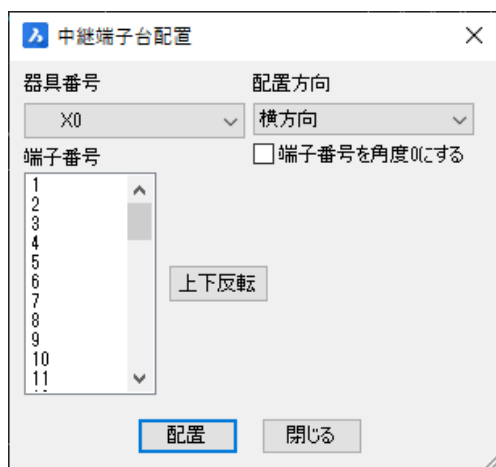 中継端子台配置
器具番号
X0
配置方向
横方向
端子番号を角度0にする
端子番号
1
2
3
4
5
6
7
8
9
10
11
上下反転
配置
閉じる